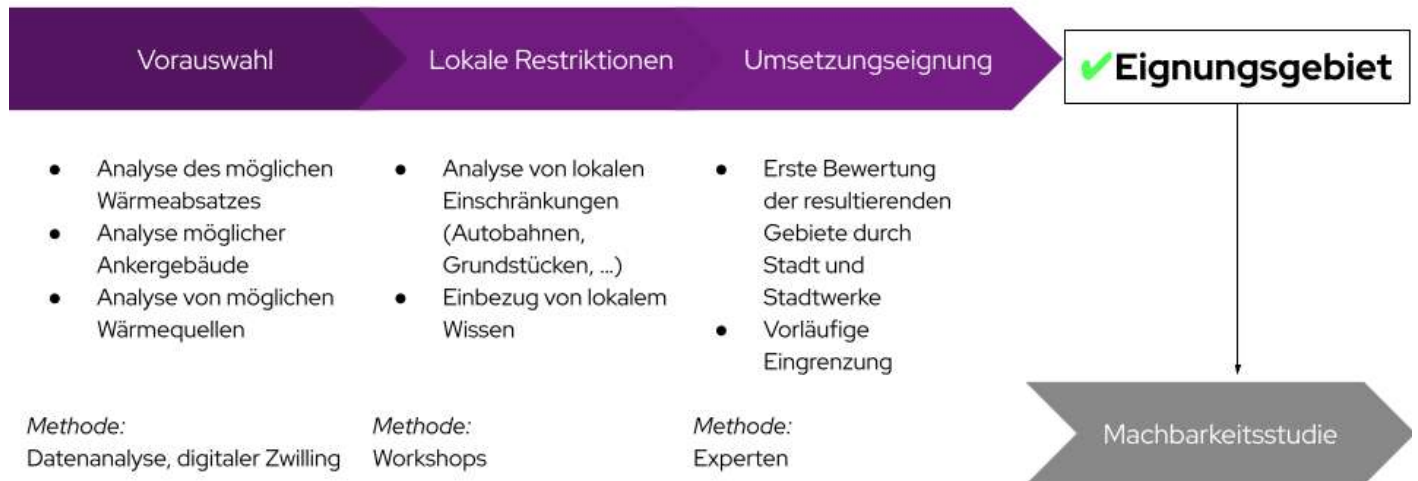 Vorauswahl
Lokale Restriktionen
Umsetzungseignung
✔Eignungsgebiet
● Analyse des möglichen
Wärmeabsatzes
● Analyse möglicher
Ankergebäude
● Analyse von möglichen
Wärmequellen
● Analyse von lokalen
Einschränkungen
(Autobahnen,
Grundstücken, ...)
● Einbezug von lokalem
Wissen
● Erste Bewertung
der resultierenden
Gebiete durch
Stadt und
Stadtwerke
● Vorläufige
Eingrenzung
Methode:
Datenanalyse, digitaler Zwilling
Methode:
Workshops
Methode:
Experten
Machbarkeitsstudie